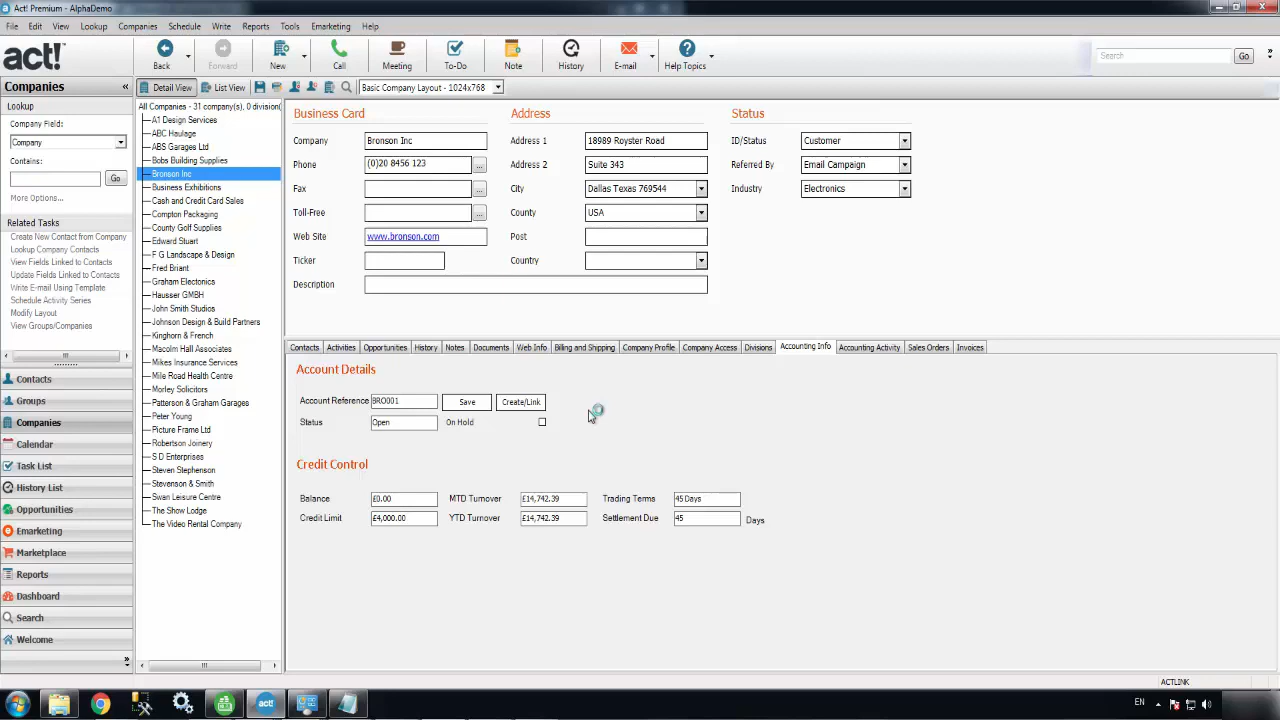 Act! Premium - AlphaDemo
File Edit View Lookup Companies Schedule Write Reports Tools Emarketing Help
act!
Back Forward New Call Meeting To-Do Note History E-mail Help Topics Search Go
Companies «
Detail View List View Basic Company Layout - 1024x768
Lookup
Company Field:
Company
Contains:
Go
More Options...
Related Tasks
Create New Contact from Company
Lookup Company Contacts
View Fields Linked to Contacts
Update Fields Linked to Contacts
Write E-mail Using Template
Schedule Activity Series
Modify Layout
View Groups/Companies
Contacts
Groups
Companies
Calendar
Task List
History List
Opportunities
Emarketing
Marketplace
Reports
Dashboard
Search
Welcome
All Companies - 31 company(s), 0 division(
A1 Design Services
ABC Haulage
ABS Garages Ltd
Bobs Building Supplies
Bronson Inc
Business Exhibitions
Cash and Credit Card Sales
Compton Packaging
County Golf Supplies
Edward Stuart
F G Landscape & Design
Fred Briant
Graham Electonics
Hausser GMBH
John Smith Studios
Johnson Design & Build Partners
Kinghorn & French
Macolm Hall Associates
Mikes Insurance Services
Mile Road Health Centre
Morley Solicitors
Patterson & Graham Garages
Peter Young
Picture Frame Ltd
Robertson Joinery
S D Enterprises
Steven Stephenson
Stevenson & Smith
Swan Leisure Centre
The Show Lodge
The Video Rental Company
Business Card Address Status
Company Bronson Inc Address 1 18989 Royster Road ID/Status Customer
Phone (0)20 8456 123 ... Address 2 Suite 343 Referred By Email Campaign
Fax ... City Dallas Texas 769544 Industry Electronics
Toll-Free ... County USA
Web Site www.bronson.com Post
Ticker Country
Description
Contacts Activities Opportunities History Notes Documents Web Info Billing and Shipping Company Profile Company Access Divisions Accounting Info Accounting Activity Sales Orders Invoices
Account Details
Account Reference BRO001 Save Create/Link
Status Open On Hold
Credit Control
Balance £0.00 MTD Turnover £14,742.39 Trading Terms 45 Days
Credit Limit £4,000.00 YTD Turnover £14,742.39 Settlement Due 45 Days
ACTLINK
act! EN